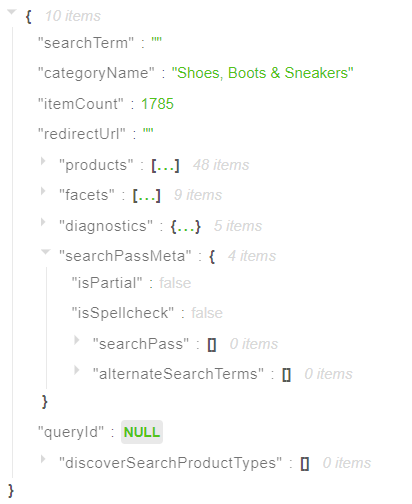 { 10 items
"searchTerm" : ""
"categoryName" : "Shoes, Boots & Sneakers"
"itemCount" : 1785
"redirectUrl" : ""
"products" : [...] 48 items
"facets" : [...] 9 items
"diagnostics" : {...} 5 items
"searchPassMeta" : { 4 items
"isPartial" : false
"isSpellcheck" : false
"searchPass" : [] 0 items
"alternateSearchTerms" : [] 0 items
}
"queryId" : NULL
"discoverSearchProductTypes" : [] 0 items
}